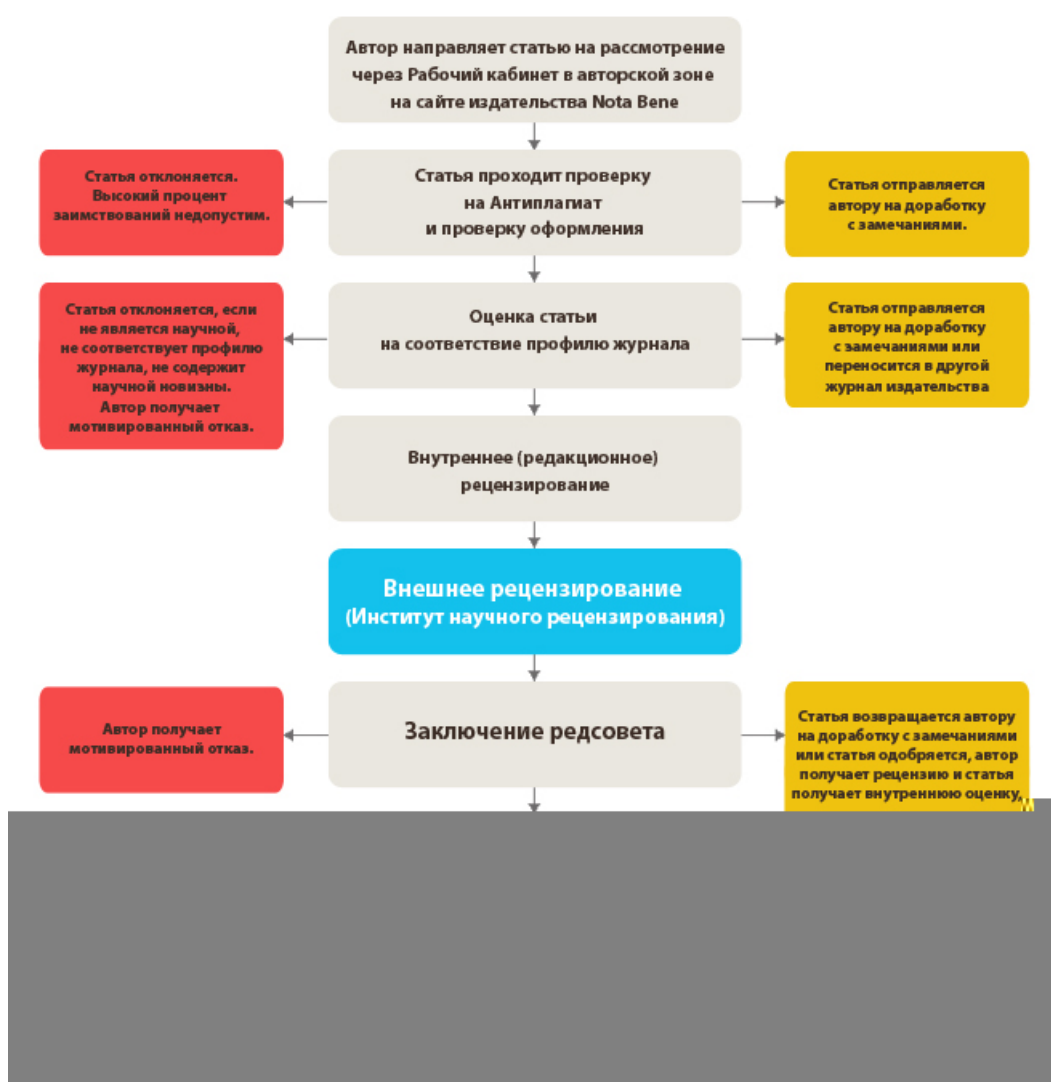 Автор направляет статью на рассмотрение
через Рабочий кабинет в авторской зоне
на сайте издательства Nota Bene
Статья отклоняется.
Высокий процент
заимствований недопустим.
Статья проходит проверку
на Антиплагиат
и проверку оформления
Статья отправляется
автору на доработку
с замечаниями.
Статья отклоняется, если
не является научной,
не соответствует профилю
журнала, не содержит
научной новизны.
Автор получает
мотивированный отказ.
Оценка статьи
на соответствие профилю журнала
Статья отправляется
автору на доработку
с замечаниями или
переносится в другой
журнал издательства
Внутреннее (редакционное)
рецензирование
Внешнее рецензирование
(Институт научного рецензирования)
Автор получает
мотивированный отказ.
Заключение редсовета
Статья возвращается автору
на доработку с замечаниями
или статья одобряется, автор
получает рецензию и статья
получает внутреннюю оценку,